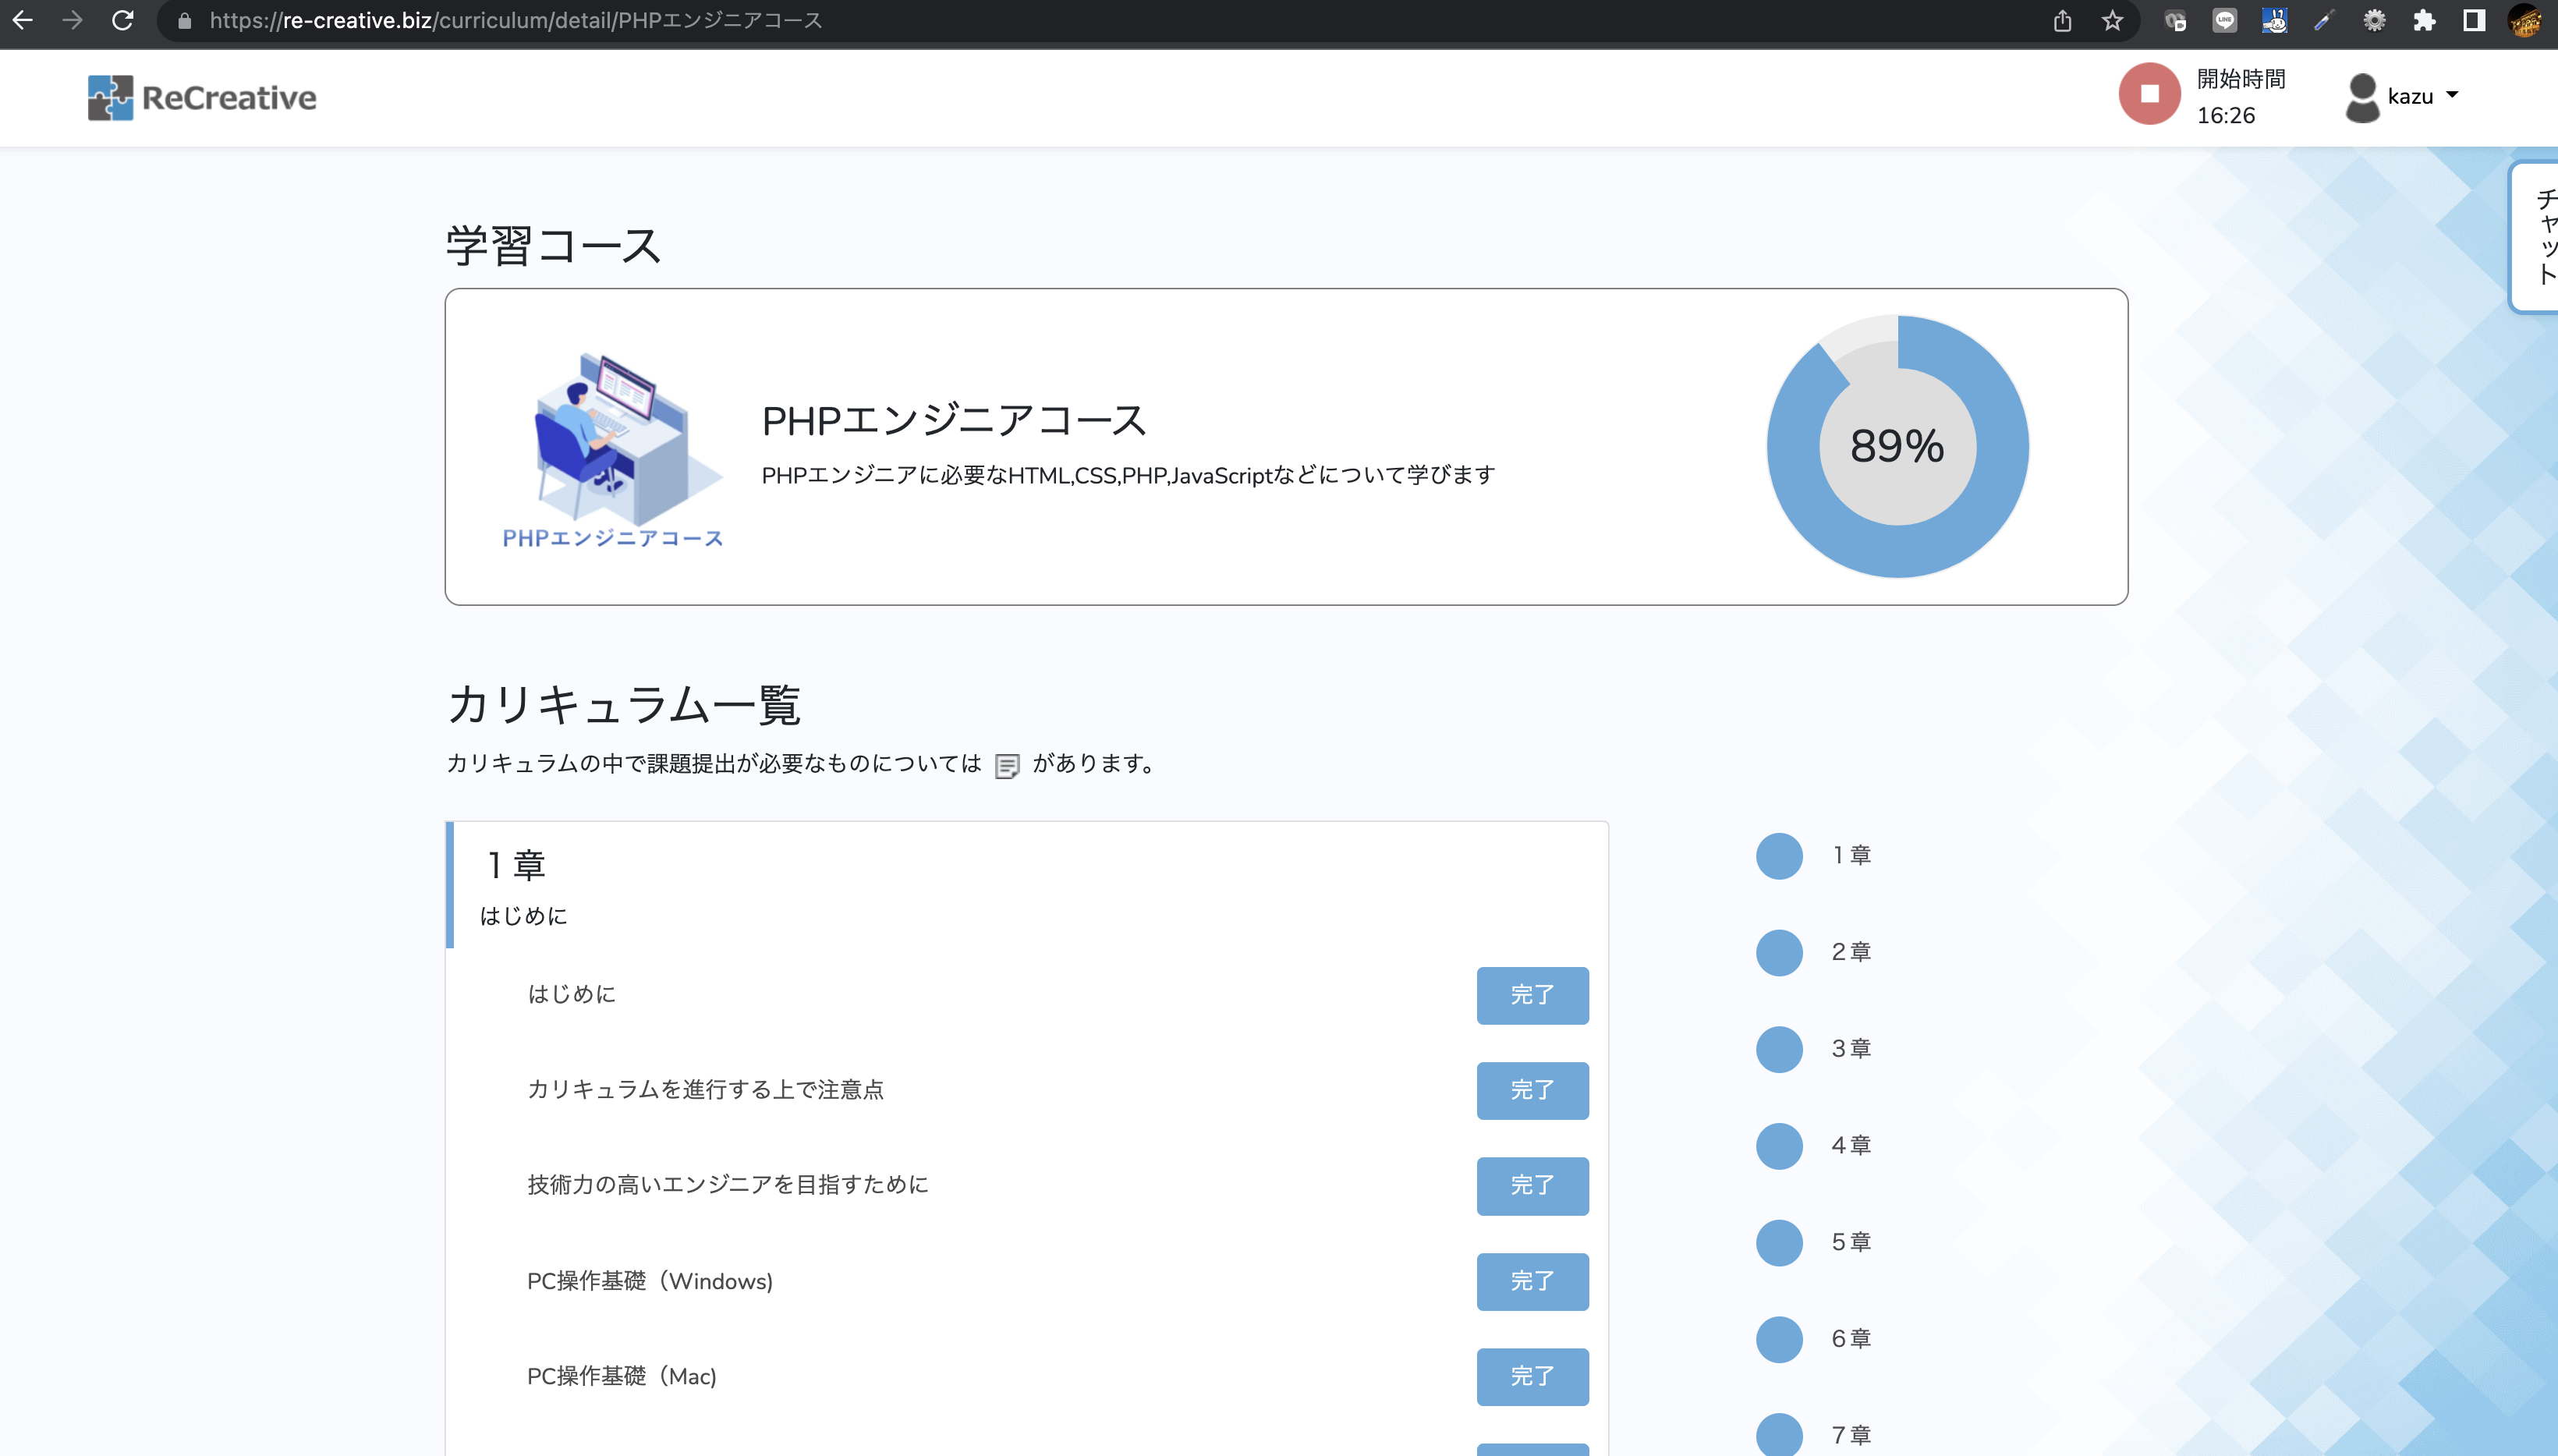 https://re-creative.biz/curriculum/detail/PHPエンジニアコース
LINE
ReCreative
開始時間
16:26
kazu
チャット
学習コース
PHPエンジニアコース
PHPエンジニアに必要なHTML,CSS,PHP,JavaScriptなどについて学びます
PHPエンジニアコース
89%
カリキュラム一覧
カリキュラムの中で課題提出が必要なものについては があります。
１章
はじめに
はじめに 完了
カリキュラムを進行する上で注意点 完了
技術力の高いエンジニアを目指すために 完了
PC操作基礎（Windows) 完了
PC操作基礎（Mac) 完了
１章
２章
３章
４章
５章
６章
７章